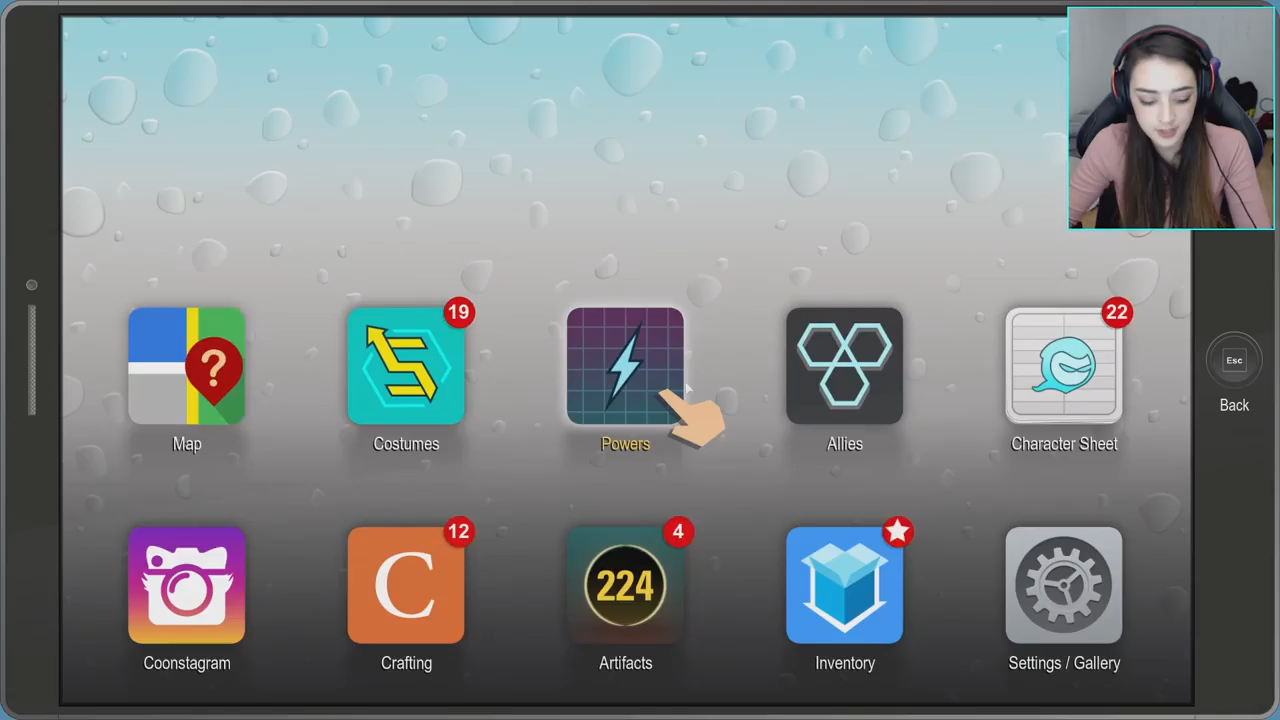 19
22
?
Esc
Back
Map
Costumes
Powers
Allies
Character Sheet
12
4
C
224
Coonstagram
Crafting
Artifacts
Inventory
Settings / Gallery